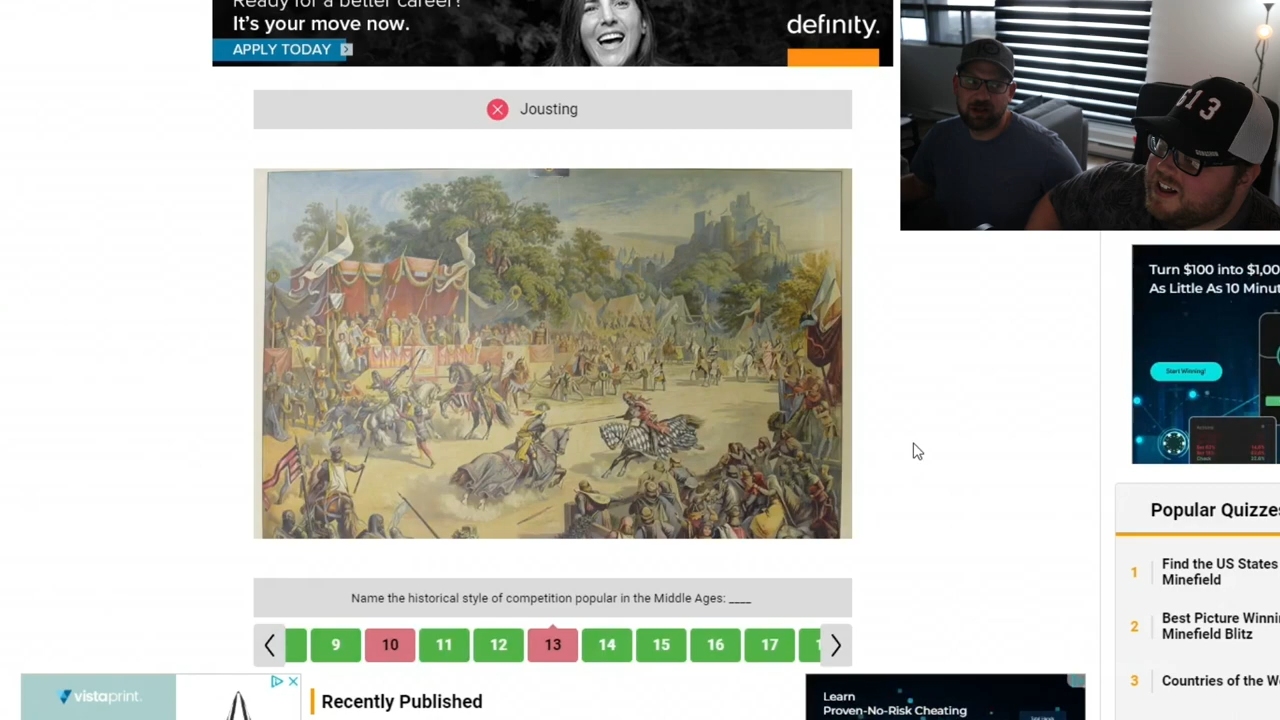 Ready for a better career?
It's your move now.
APPLY TODAY
definity.
Jousting
613
Turn $100 into $1,00
As Little As 10 Minut
Start Winning!
Name the historical style of competition popular in the Middle Ages: ____
9 10 11 12 13 14 15 16 17 1
Popular Quizzes
1 Find the US States
Minefield
2 Best Picture Winni
Minefield Blitz
3 Countries of the W
vistaprint.
Recently Published
Learn
Proven-No-Risk Cheating